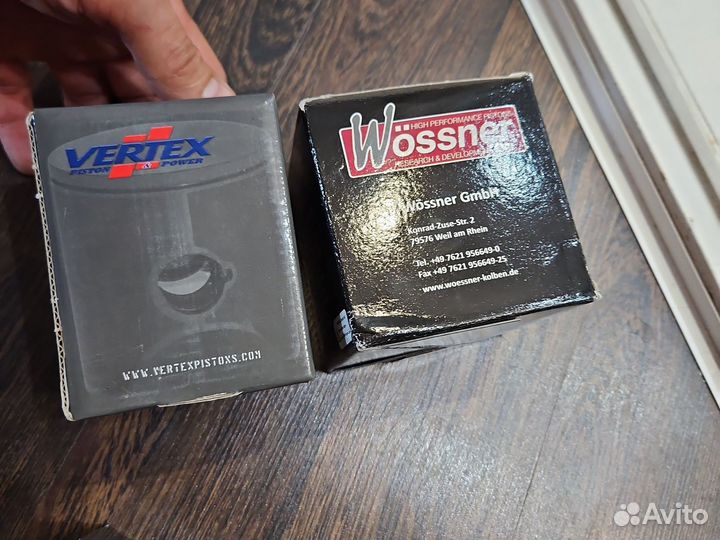 VERTEX
PISTON & POWER
WWW.VERTEXPISTONS.COM
HIGH PERFORMANCE PISTONS
Wössner
RESEARCH & DEVELOPMENT
Wössner GmbH
Konrad-Zuse-Str. 2
79576 Weil am Rhein
Tel. +49 7621 956649-0
Fax +49 7621 956649-25
www.woessner-kolben.de
Avito